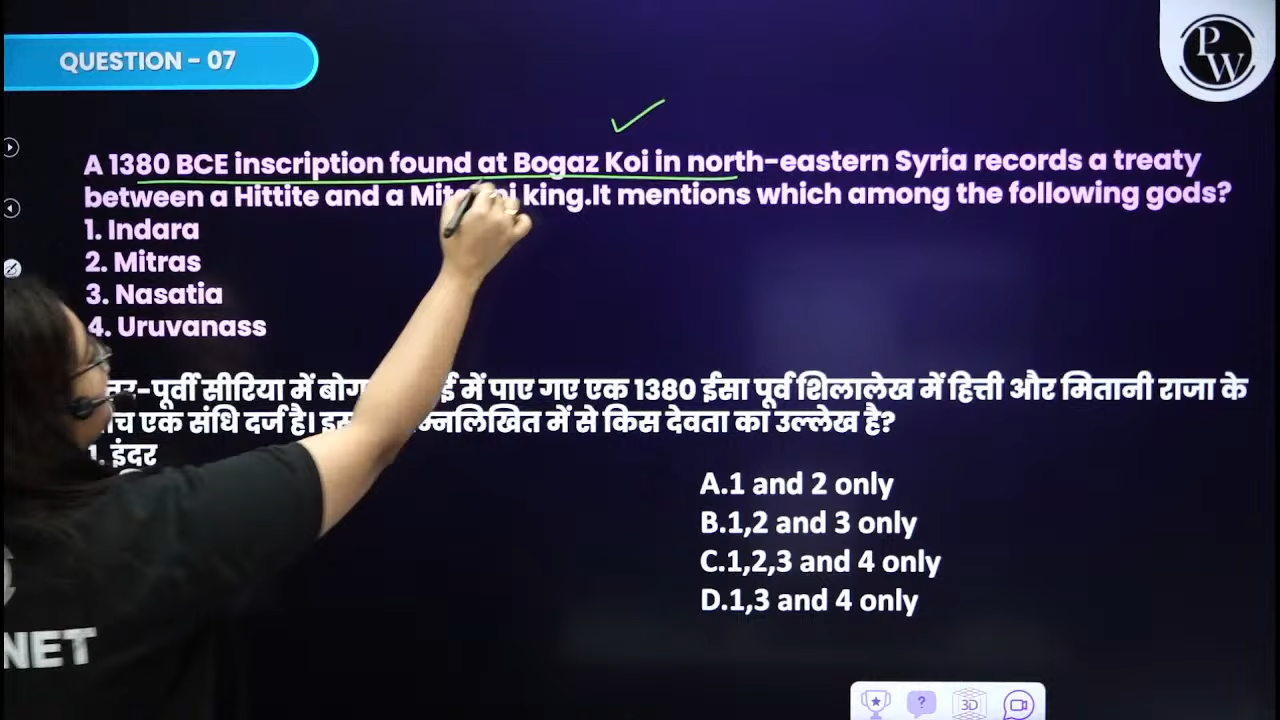 QUESTION - 07
PW
A 1380 BCE inscription found at Bogaz Koi in north-eastern Syria records a treaty
between a Hittite and a king.It mentions which among the following gods?
1. Indara
2. Mitras
3. Nasatia
4. Uruvanass
-पूर्वी सीरिया में में पाए गए एक 1380 ईसा पूर्व शिलालेख में हित्ती और मितानी राजा के
एक संधि दर्ज है। में से किस देवता का उल्लेख है?
1. इंदर
A.1 and 2 only
B.1,2 and 3 only
C.1,2,3 and 4 only
D.1,3 and 4 only
NET
?
3D